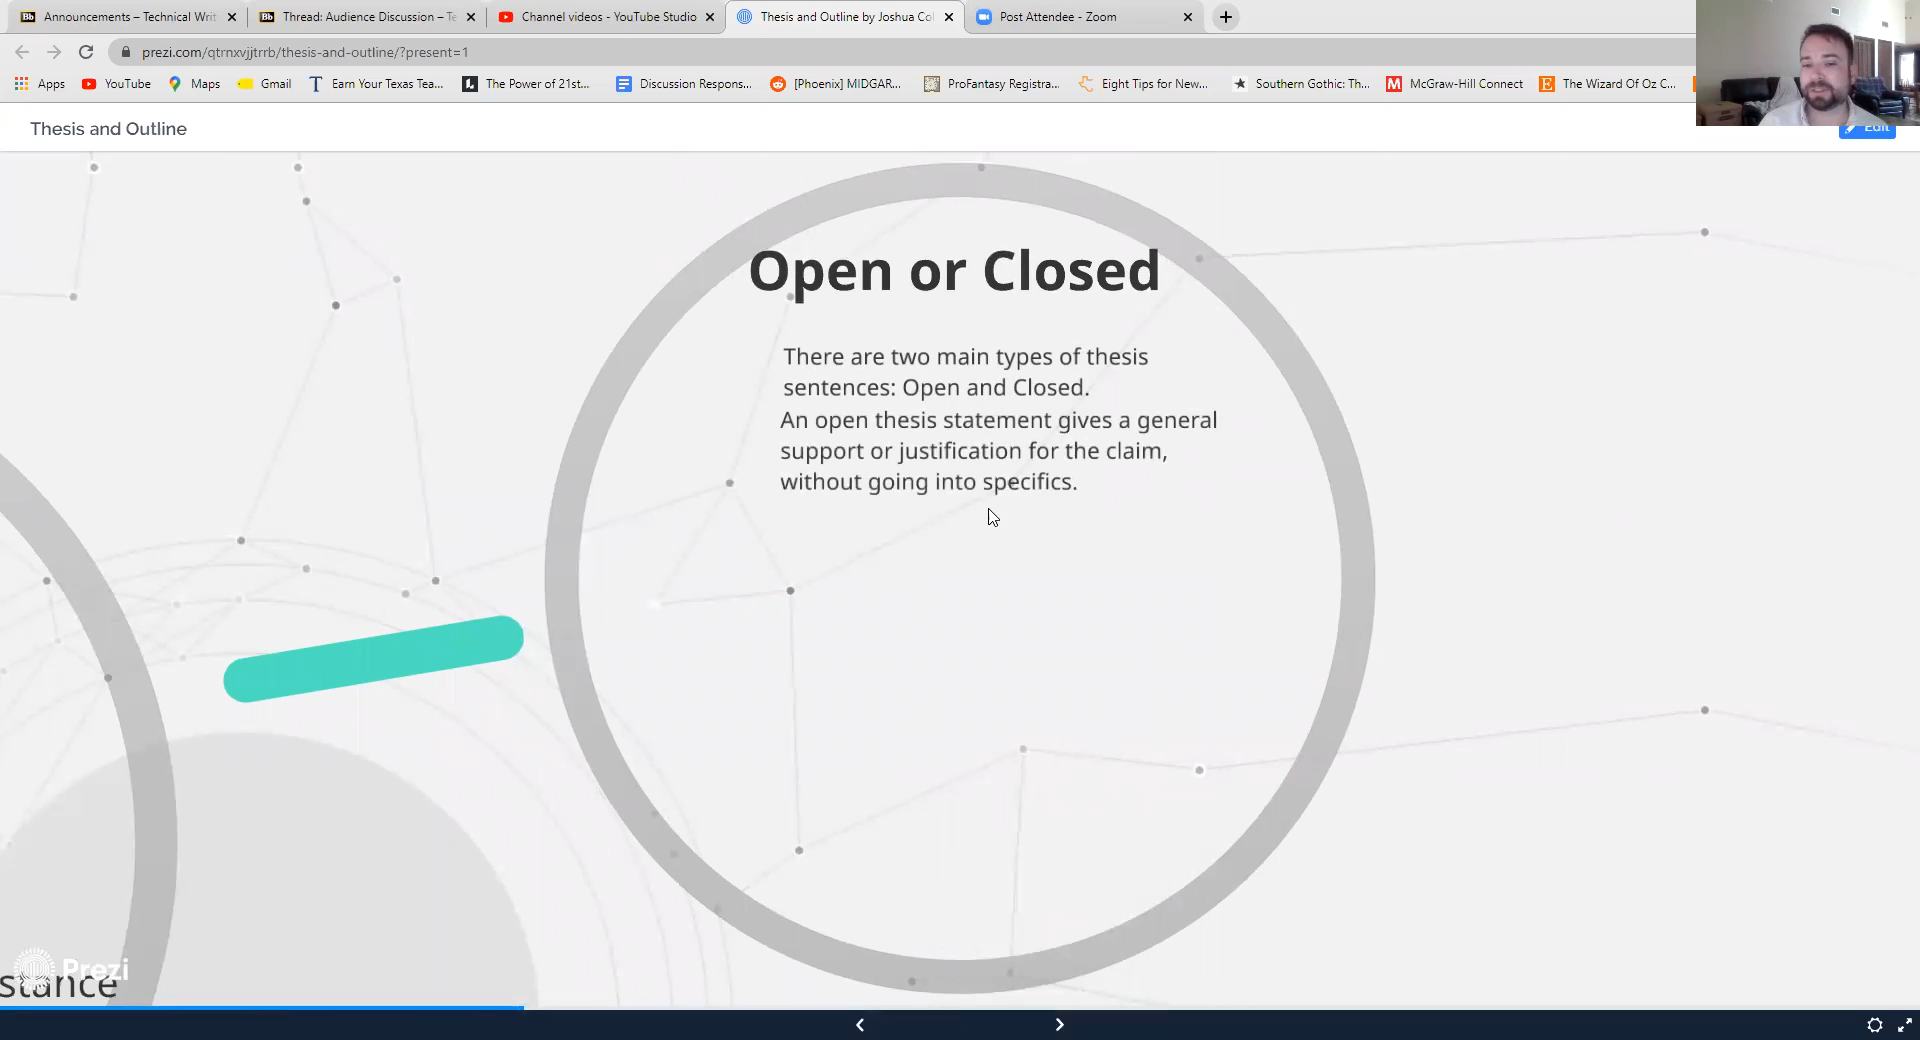 Announcements – Technical Writ
Thread: Audience Discussion – Te
Channel videos - YouTube Studio
Thesis and Outline by Joshua Co
Post Attendee - Zoom
prezi.com/qtrnxvjjtrrb/thesis-and-outline/?present=1
Apps
YouTube
Maps
Gmail
Earn Your Texas Tea...
The Power of 21st...
Discussion Respons...
[Phoenix] MIDGAR...
ProFantasy Registra...
Eight Tips for New...
Southern Gothic: Th...
McGraw-Hill Connect
The Wizard Of Oz C...
Thesis and Outline
Edit
Open or Closed
There are two main types of thesis
sentences: Open and Closed.
An open thesis statement gives a general
support or justification for the claim,
without going into specifics.
Prezi
stance